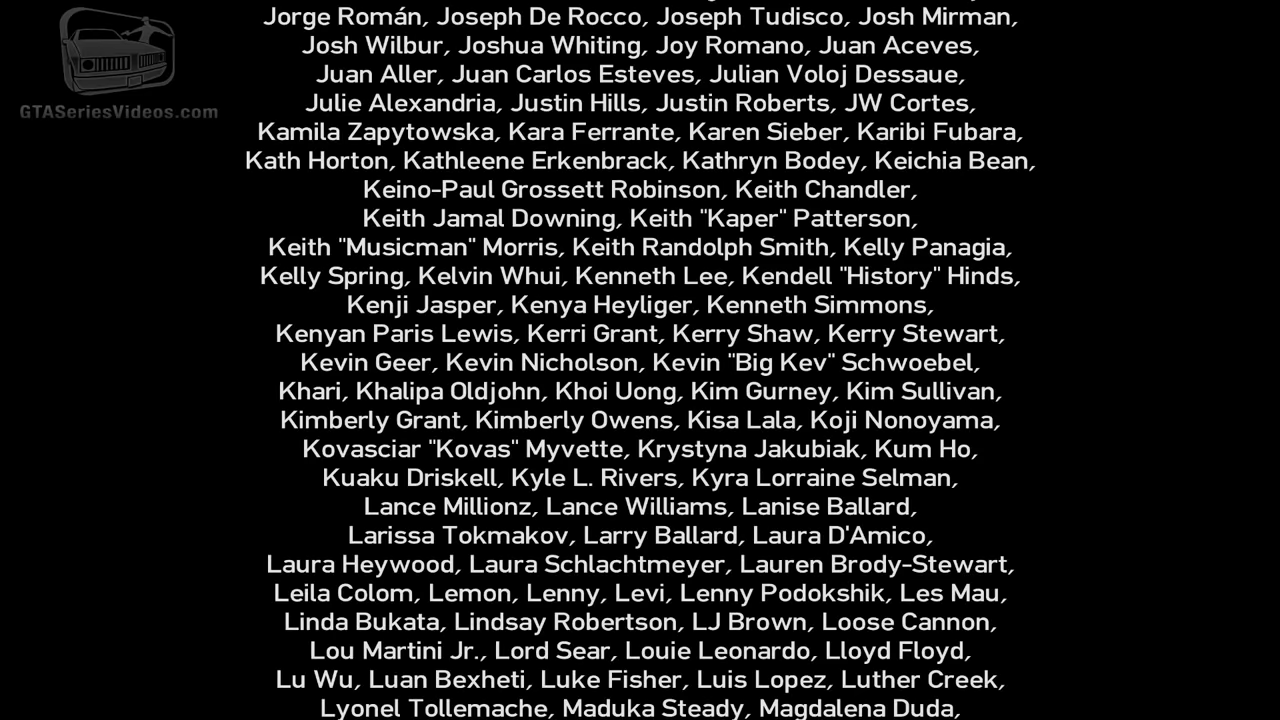 GTASeriesVideos.com
Jorge Román, Joseph De Rocco, Joseph Tudisco, Josh Mirman,
Josh Wilbur, Joshua Whiting, Joy Romano, Juan Aceves,
Juan Aller, Juan Carlos Esteves, Julian Voloj Dessaue,
Julie Alexandria, Justin Hills, Justin Roberts, JW Cortes,
Kamila Zapytowska, Kara Ferrante, Karen Sieber, Karibi Fubara,
Kath Horton, Kathleene Erkenbrack, Kathryn Bodey, Keichia Bean,
Keino-Paul Grossett Robinson, Keith Chandler,
Keith Jamal Downing, Keith "Kaper" Patterson,
Keith "Musicman" Morris, Keith Randolph Smith, Kelly Panagia,
Kelly Spring, Kelvin Whui, Kenneth Lee, Kendell "History" Hinds,
Kenji Jasper, Kenya Heyliger, Kenneth Simmons,
Kenyan Paris Lewis, Kerri Grant, Kerry Shaw, Kerry Stewart,
Kevin Geer, Kevin Nicholson, Kevin "Big Kev" Schwoebel,
Khari, Khalipa Oldjohn, Khoi Uong, Kim Gurney, Kim Sullivan,
Kimberly Grant, Kimberly Owens, Kisa Lala, Koji Nonoyama,
Kovasciar "Kovas" Myvette, Krystyna Jakubiak, Kum Ho,
Kuaku Driskell, Kyle L. Rivers, Kyra Lorraine Selman,
Lance Millionz, Lance Williams, Lanise Ballard,
Larissa Tokmakov, Larry Ballard, Laura D'Amico,
Laura Heywood, Laura Schlachtmeyer, Lauren Brody-Stewart,
Leila Colom, Lemon, Lenny, Levi, Lenny Podokshik, Les Mau,
Linda Bukata, Lindsay Robertson, LJ Brown, Loose Cannon,
Lou Martini Jr., Lord Sear, Louie Leonardo, Lloyd Floyd,
Lu Wu, Luan Bexheti, Luke Fisher, Luis Lopez, Luther Creek,
Lyonel Tollemache, Maduka Steady, Magdalena Duda,